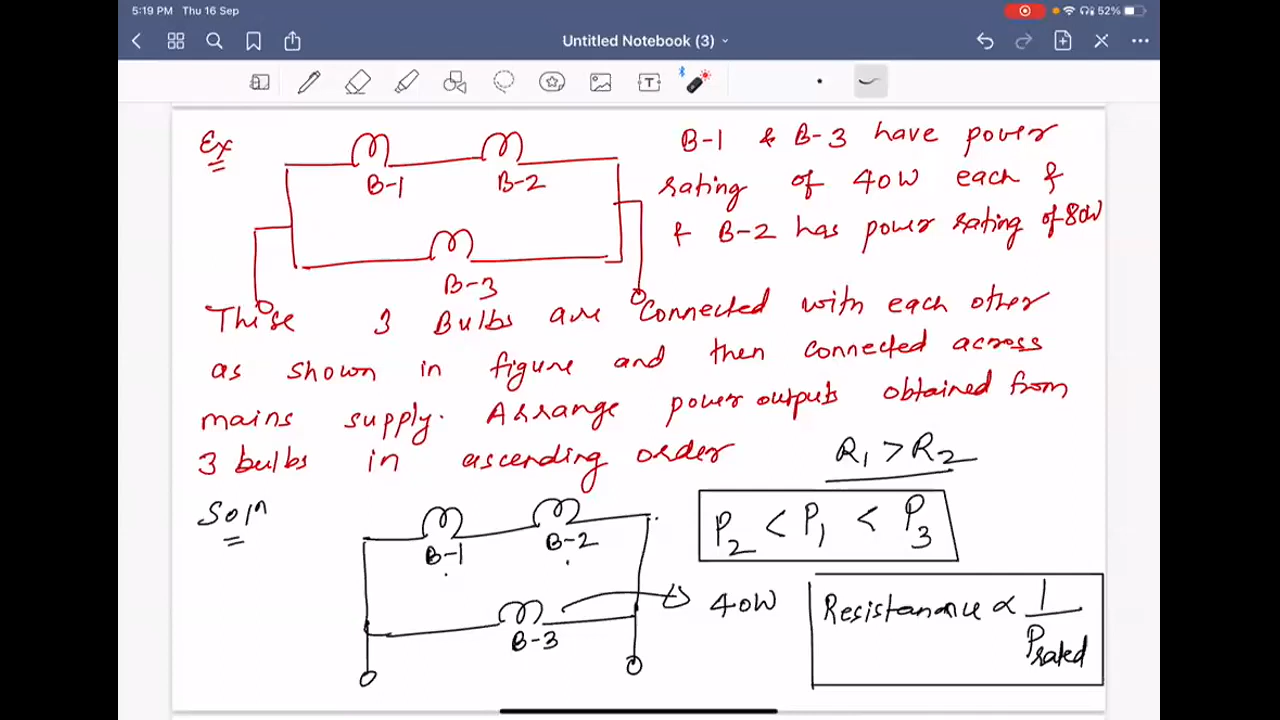 5:19 PM Thu 16 Sep
52%
Untitled Notebook (3)
Ex
B-1 & B-3 have power
rating of 40W each &
& B-2 has power rating of 80W
B-1
B-2
B-3
These 3 Bulbs are connected with each other
as shown in figure and then connected across
mains supply. Arrange power outputs obtained from
3 bulbs in ascending order
R1 > R2
Soln
P2 < P1 < P3
B-1
B-2
B-3
40W
Resistanance ∝ 1/Prated